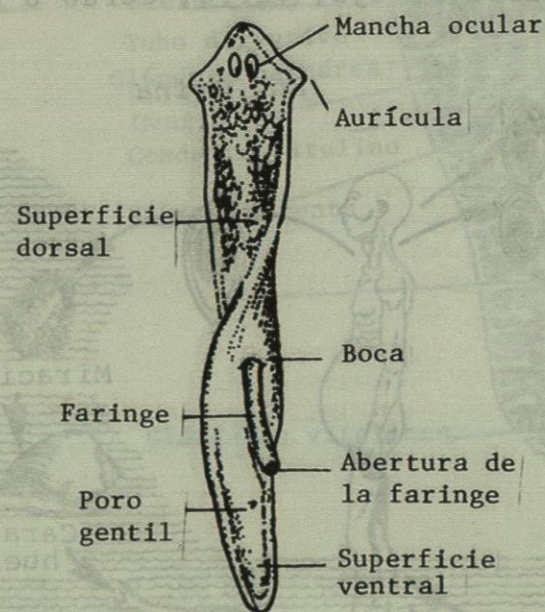 Mancha ocular
Aurícula
Superficie
dorsal
Boca
Faringe
Abertura de
la faringe
Poro
gentil
Superficie
ventral